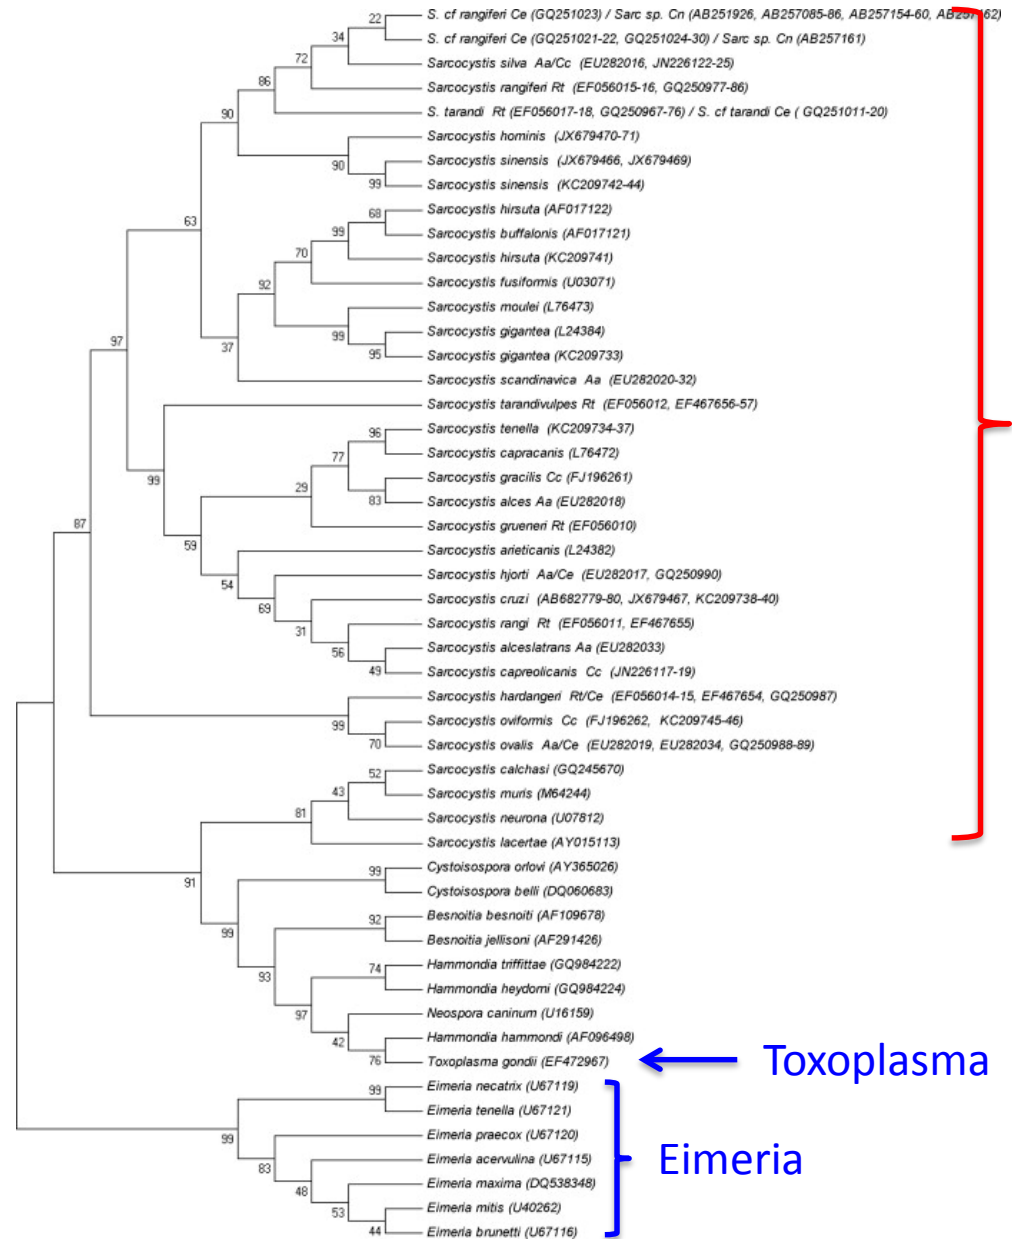 S. cf rangiferi Ce (GQ251023) / Sarc sp. Cn (AB251926, AB257085-86, AB257154-60, AB257162)
S. cf rangiferi Ce (GQ251021-22, GQ251024-30) / Sarc sp. Cn (AB257161)
Sarcocystis silva Aa/Cc (EU282016, JN226122-25)
Sarcocystis rangiferi Rt (EF056015-16, GQ250977-86)
S. tarandi Rt (EF056017-18, GQ250967-76) / S. cf tarandi Ce ( GQ251011-20)
Sarcocystis hominis (JX679470-71)
Sarcocystis sinensis (JX679466, JX679469)
Sarcocystis sinensis (KC209742-44)
Sarcocystis hirsuta (AF017122)
Sarcocystis buffalonis (AF017121)
Sarcocystis hirsuta (KC209741)
Sarcocystis fusiformis (U03071)
Sarcocystis moulei (L76473)
Sarcocystis gigantea (L24384)
Sarcocystis gigantea (KC209733)
Sarcocystis scandinavica Aa (EU282020-32)
Sarcocystis tarandivulpes Rt (EF056012, EF467656-57)
Sarcocystis tenella (KC209734-37)
Sarcocystis capracanis (L76472)
Sarcocystis gracilis Cc (FJ196261)
Sarcocystis alces Aa (EU282018)
Sarcocystis grueneri Rt (EF056010)
Sarcocystis arieticanis (L24382)
Sarcocystis hjorti Aa/Ce (EU282017, GQ250990)
Sarcocystis cruzi (AB682779-80, JX679467, KC209738-40)
Sarcocystis rangi Rt (EF056011, EF467655)
Sarcocystis alceslatrans Aa (EU282033)
Sarcocystis capreolicanis Cc (JN226117-19)
Sarcocystis hardangeri Rt/Ce (EF056014-15, EF467654, GQ250987)
Sarcocystis oviformis Cc (FJ196262, KC209745-46)
Sarcocystis ovalis Aa/Ce (EU282019, EU282034, GQ250988-89)
Sarcocystis calchasi (GQ245670)
Sarcocystis muris (M64244)
Sarcocystis neurona (U07812)
Sarcocystis lacertae (AY015113)
Cystoisospora orlovi (AY365026)
Cystoisospora belli (DQ060683)
Besnoitia besnoiti (AF109678)
Besnoitia jellisoni (AF291426)
Hammondia triffittae (GQ984222)
Hammondia heydorni (GQ984224)
Neospora caninum (U16159)
Hammondia hammondi (AF096498)
Toxoplasma gondii (EF472967)
Toxoplasma
Eimeria necatrix (U67119)
Eimeria tenella (U67121)
Eimeria praecox (U67120)
Eimeria acervulina (U67115)
Eimeria
Eimeria maxima (DQ538348)
Eimeria mitis (U40262)
Eimeria brunetti (U67116)
22
34
72
86
90
90
99
63
68
99
70
92
99
95
37
97
96
77
83
29
99
59
54
69
31
56
49
87
99
70
52
43
81
91
99
99
92
93
74
97
42
76
99
99
83
48
53
44